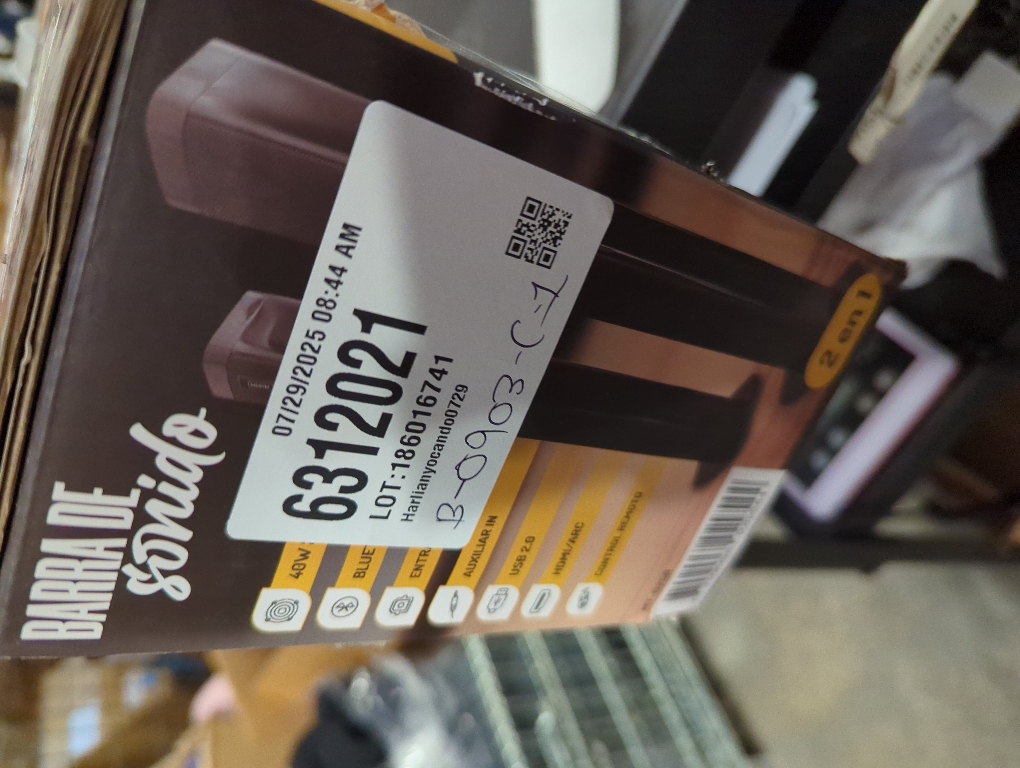 BARRA DE
sonido
07/29/2025 08:44 AM
6312021
LOT:186016741
Harlianyocando0729
B-0903-C-1
40W
BLUE
ENTRA
AUXILIAR IN
USB 2.0
HDMI/ARC
CONTROL REMOTO
2 en 1